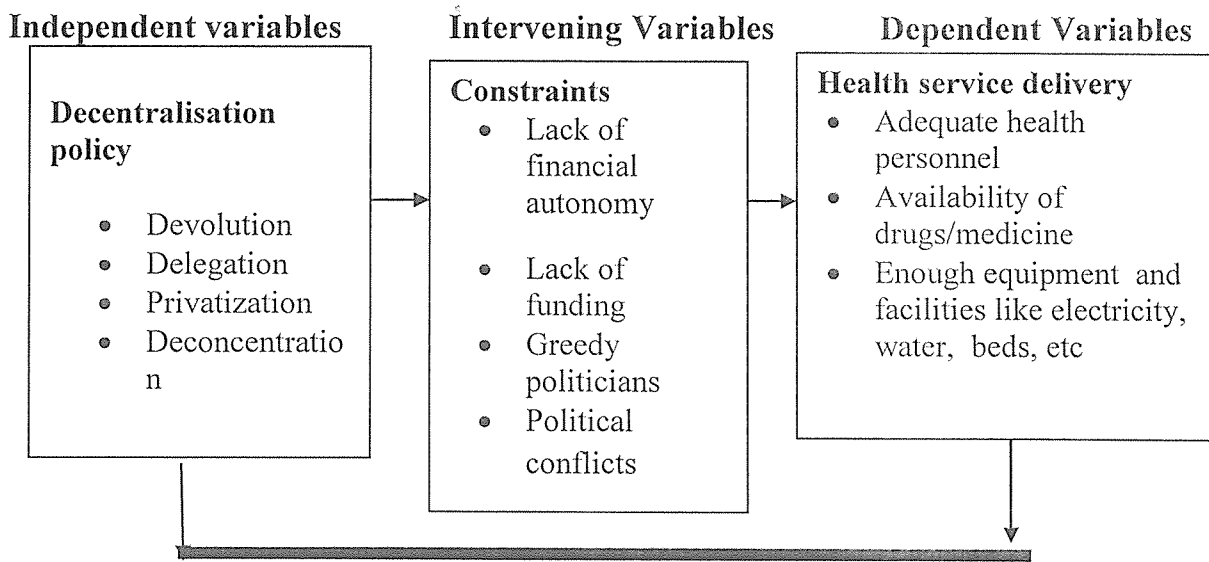 Independent variables
Decentralisation
policy
• Devolution
• Delegation
• Privatization
• Deconcentratio
n
Intervening Variables
Constraints
• Lack of
financial
autonomy
• Lack of
funding
• Greedy
politicians
• Political
conflicts
Dependent Variables
Health service delivery
• Adequate health
personnel
• Availability of
drugs/medicine
• Enough equipment and
facilities like electricity,
water, beds, etc